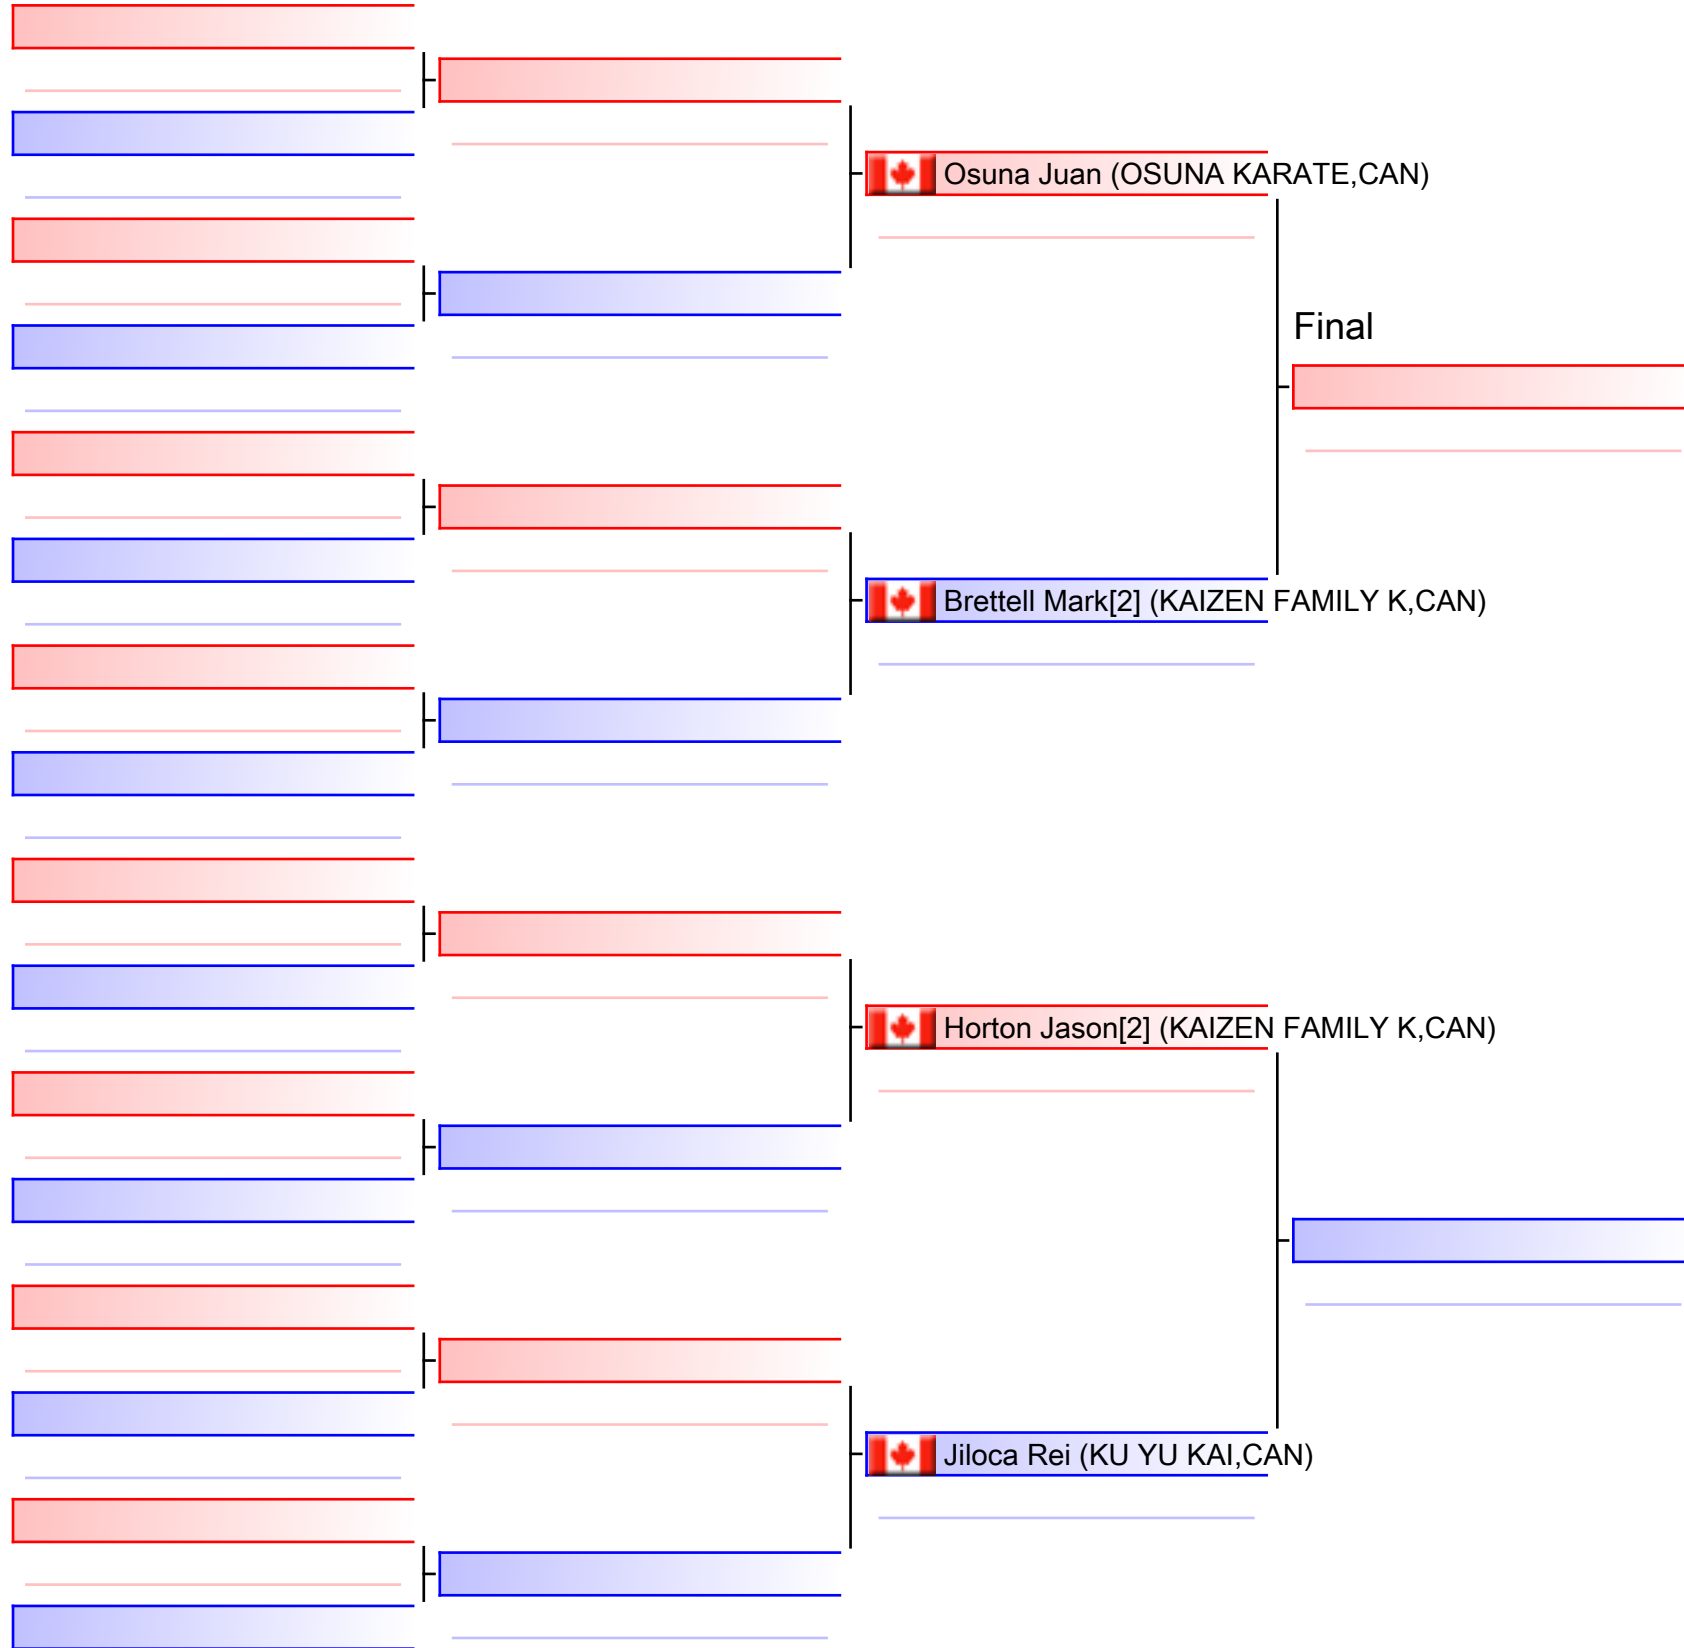 Osuna Juan (OSUNA KARATE,CAN)
Final
Brettell Mark[2] (KAIZEN FAMILY K,CAN)
Horton Jason[2] (KAIZEN FAMILY K,CAN)
Jiloca Rei (KU YU KAI,CAN)